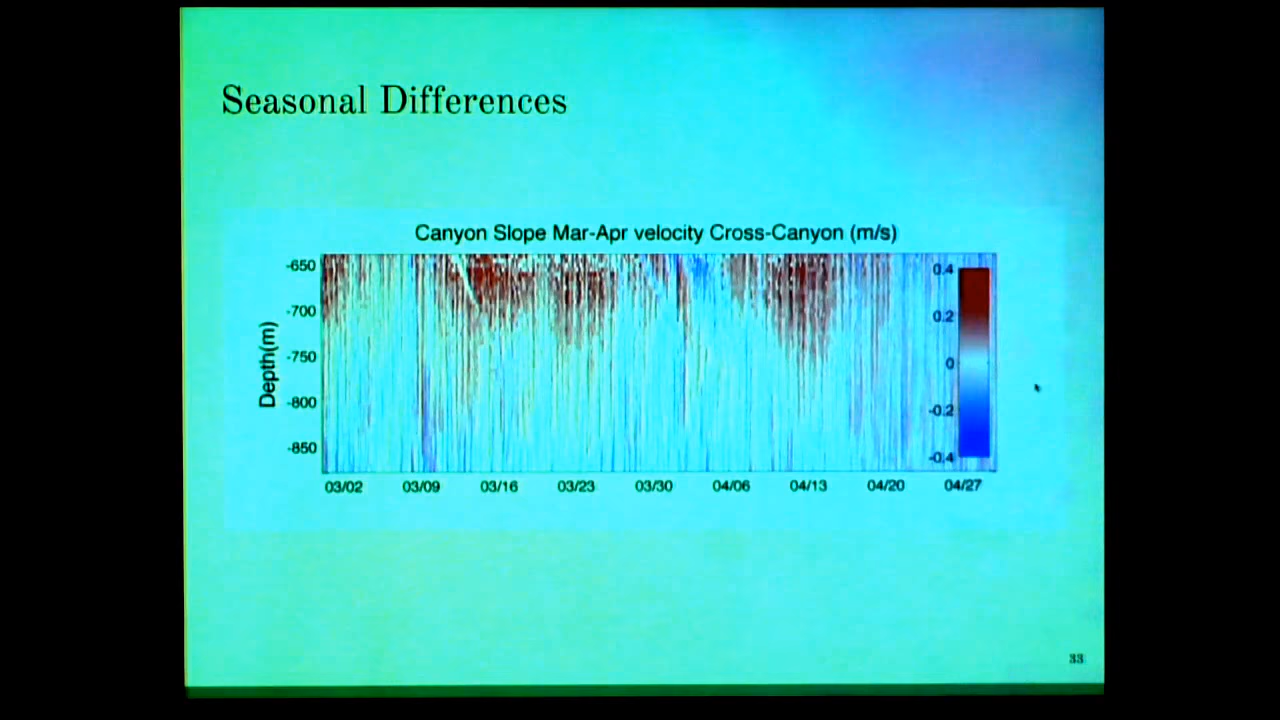 Seasonal Differences
Canyon Slope Mar-Apr velocity Cross-Canyon (m/s)
Depth(m)
-650
-700
-750
-800
-850
0.4
0.2
0
-0.2
-0.4
03/02 03/09 03/16 03/23 03/30 04/06 04/13 04/20 04/27
33